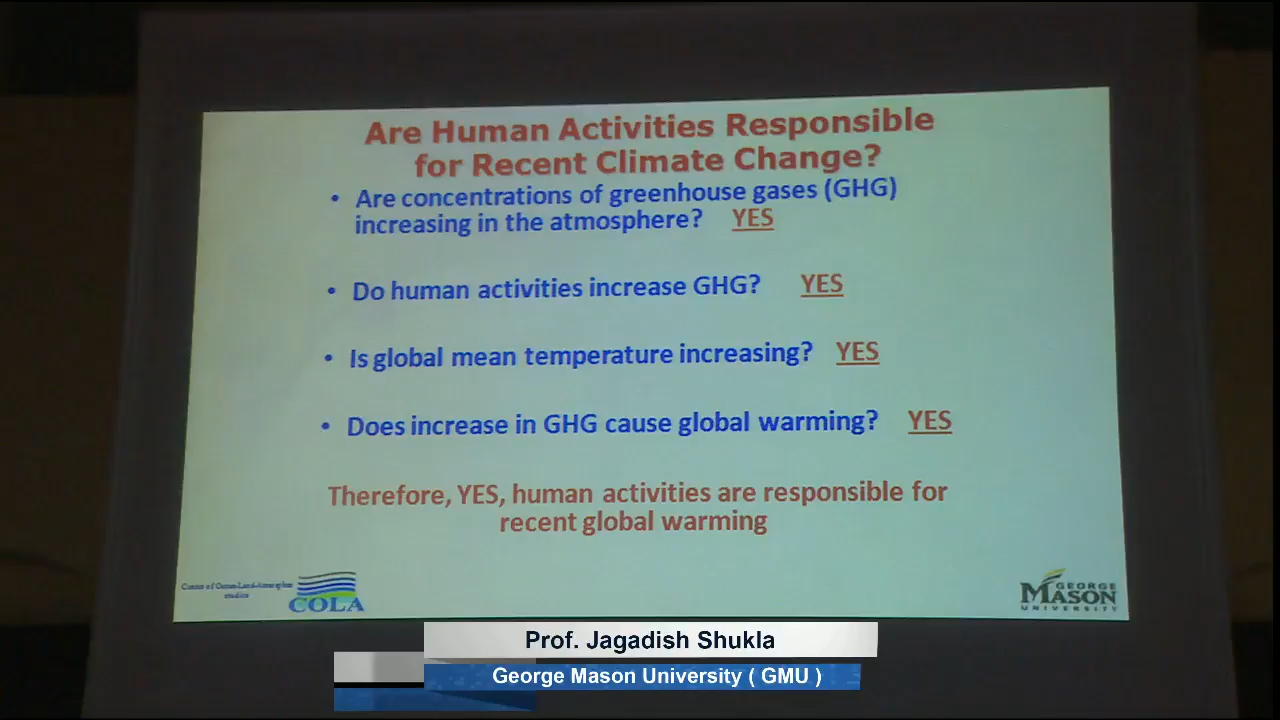 Are Human Activities Responsible
for Recent Climate Change?
• Are concentrations of greenhouse gases (GHG)
increasing in the atmosphere? YES
• Do human activities increase GHG? YES
• Is global mean temperature increasing? YES
• Does increase in GHG cause global warming? YES
Therefore, YES, human activities are responsible for
recent global warming
studies
COLA
GEORGE
MASON
UNIVERSITY
Prof. Jagadish Shukla
George Mason University ( GMU )